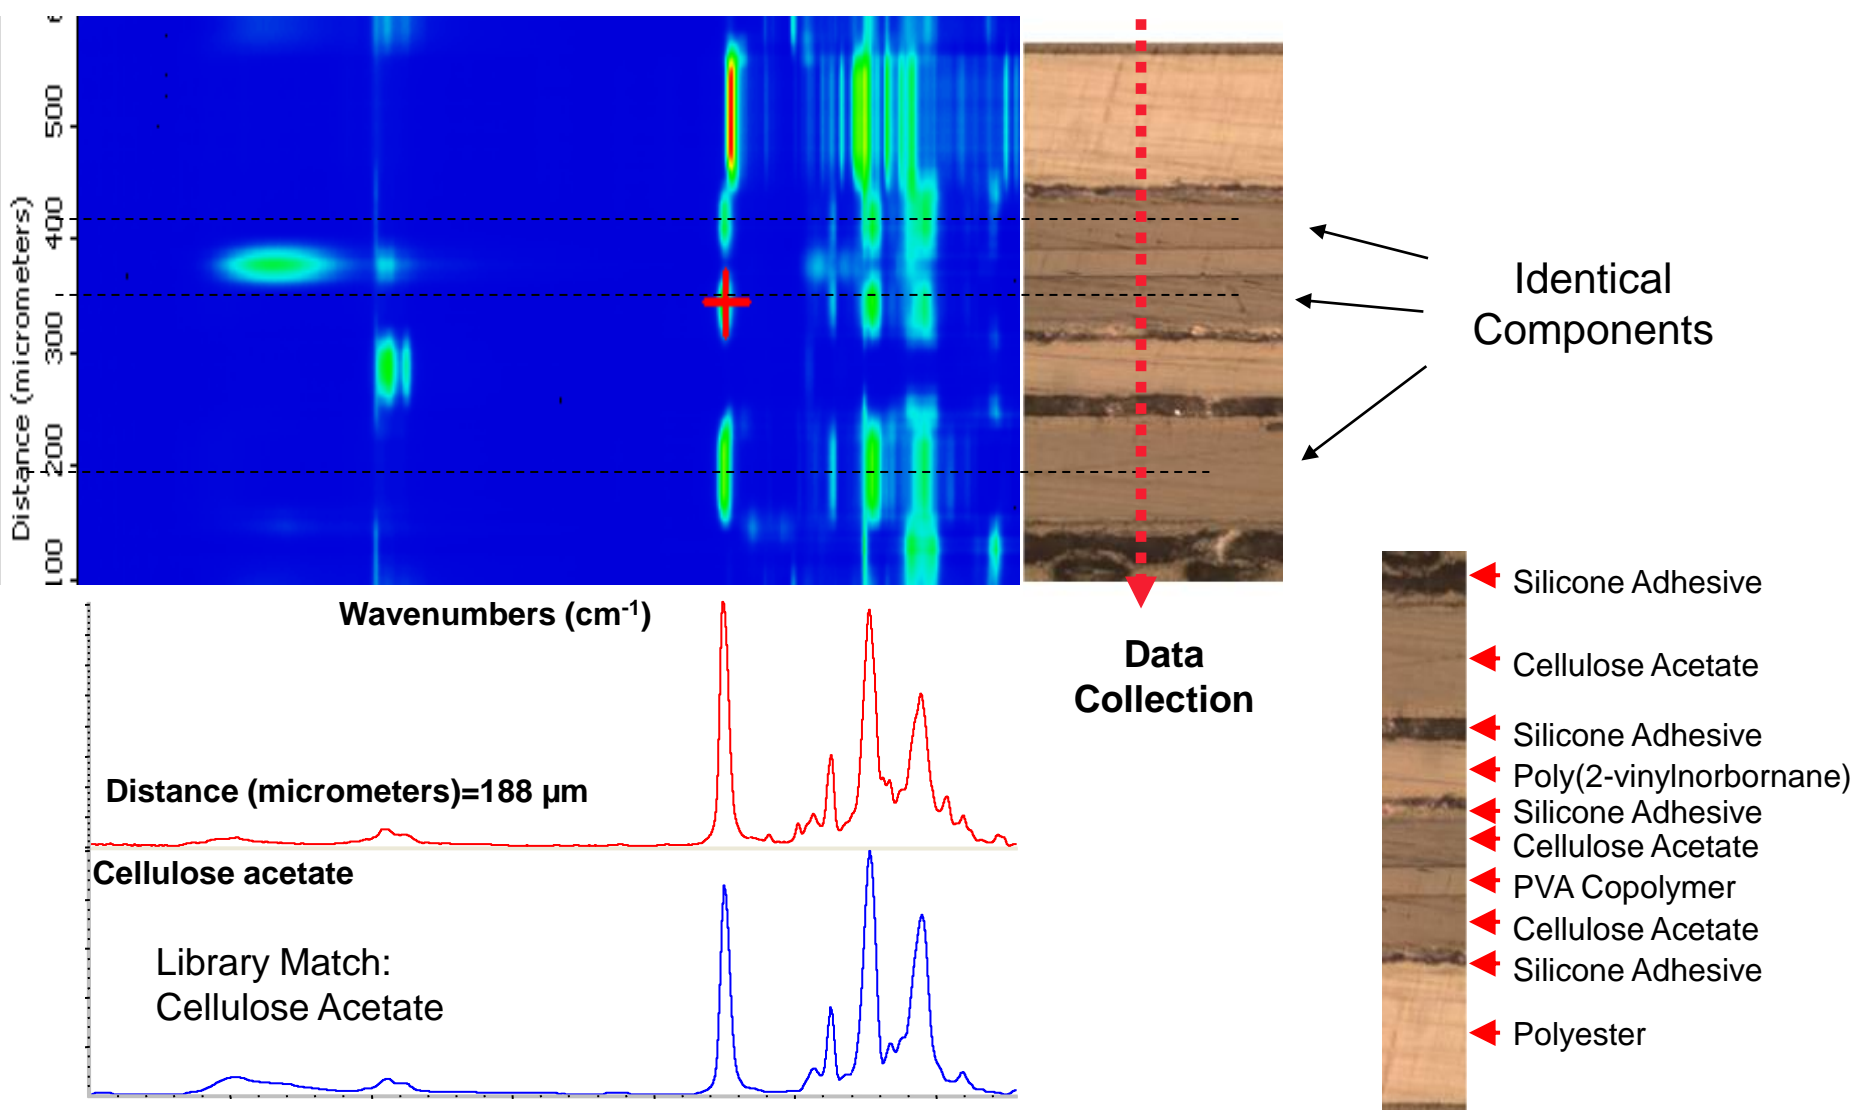 Distance (micrometers)
6
500
400
300
200
100
Identical
Components
Wavenumbers (cm-1)
Distance (micrometers)=188 µm
Data
Collection
Cellulose acetate
Library Match:
Cellulose Acetate
Silicone Adhesive
Cellulose Acetate
Silicone Adhesive
Poly(2-vinylnorbornane)
Silicone Adhesive
Cellulose Acetate
PVA Copolymer
Cellulose Acetate
Silicone Adhesive
Polyester